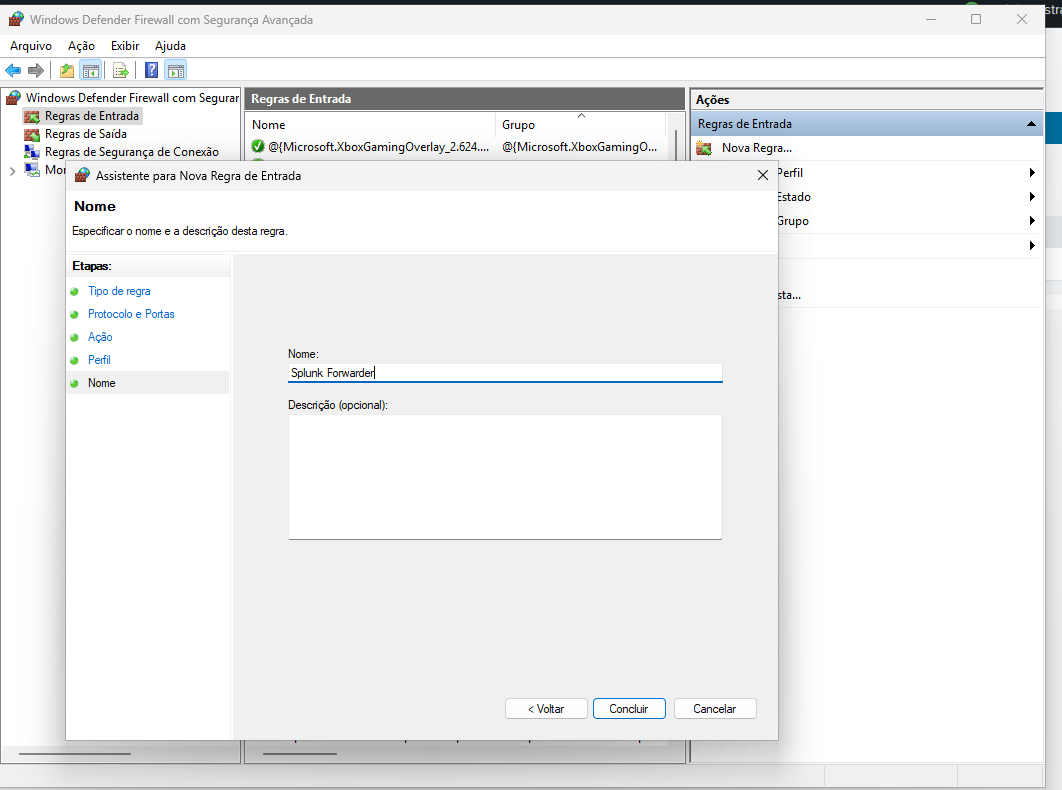 Windows Defender Firewall com Segurança Avançada
Arquivo Ação Exibir Ajuda
Windows Defender Firewall com Segurar
Regras de Entrada
Regras de Saída
Regras de Segurança de Conexão
Mor
Regras de Entrada
Nome Grupo
@{Microsoft.XboxGamingOverlay_2.624.... @{Microsoft.XboxGamingO...
Ações
Regras de Entrada
Nova Regra...
Perfil
Estado
Grupo
sta...
Assistente para Nova Regra de Entrada
Nome
Especificar o nome e a descrição desta regra.
Etapas:
Tipo de regra
Protocolo e Portas
Ação
Perfil
Nome
Nome:
Splunk Forwarder
Descrição (opcional):
< Voltar Concluir Cancelar